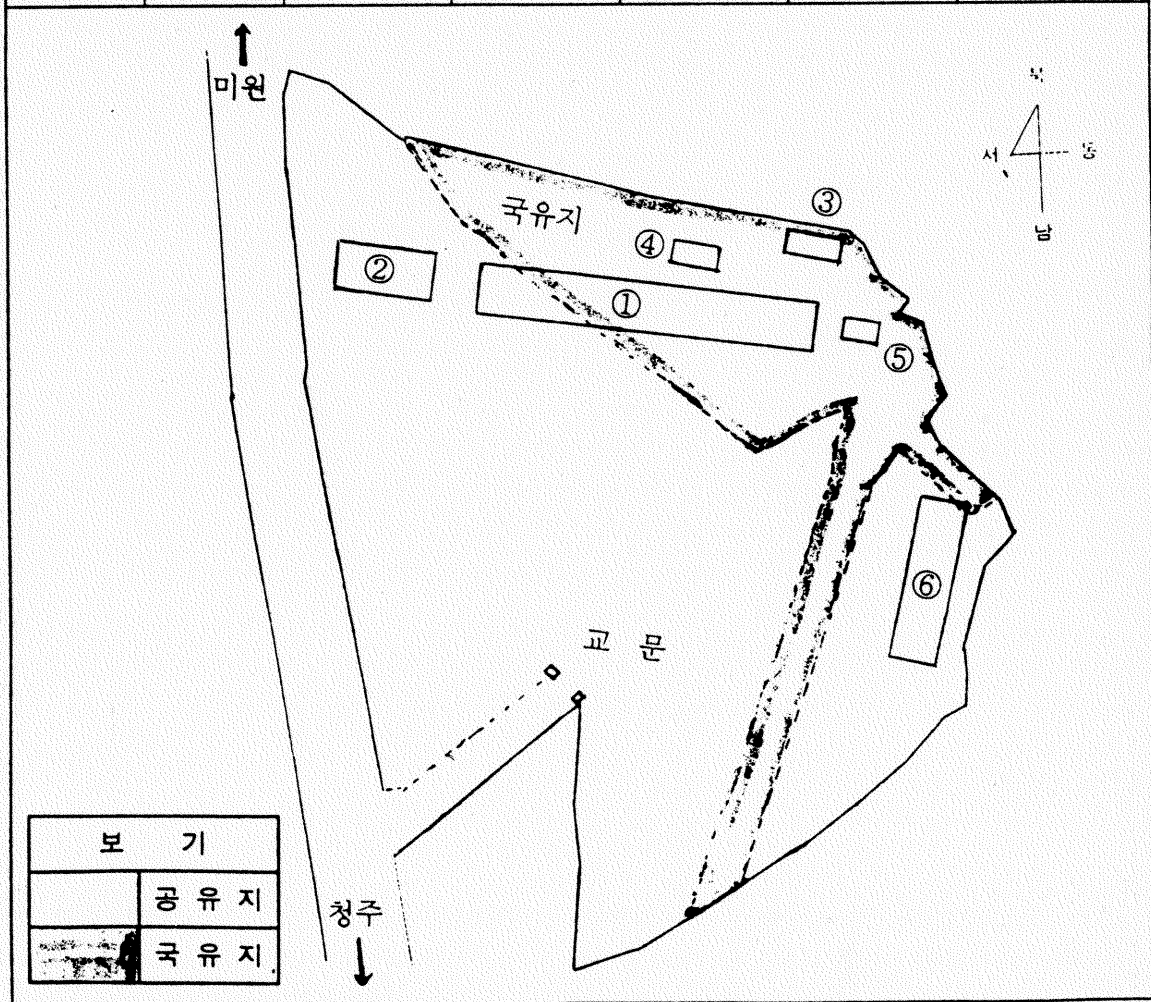 미원
북
서 동
남
국유지
③
④
②
①
⑤
⑥
교 문
보 기
공 유 지
국 유 지
청주